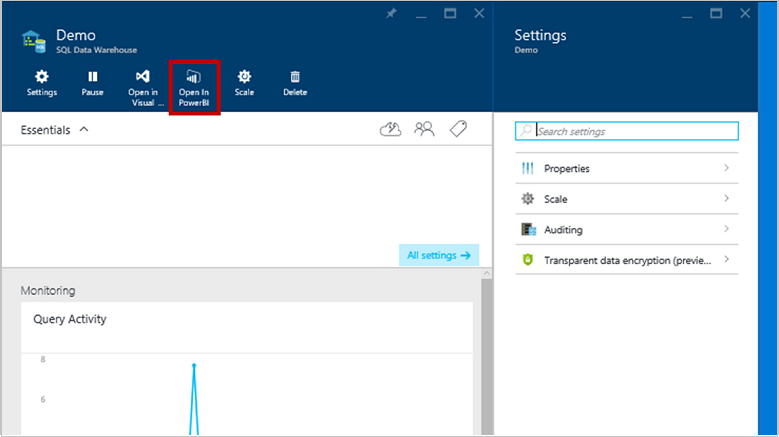 Demo
SQL Data Warehouse
Settings
Pause
Open in
Visual ...
Open In
PowerBI
Scale
Delete
Essentials
All settings
Monitoring
Query Activity
8
6
Settings
Demo
Search settings
Properties
Scale
Auditing
Transparent data encryption (previe...